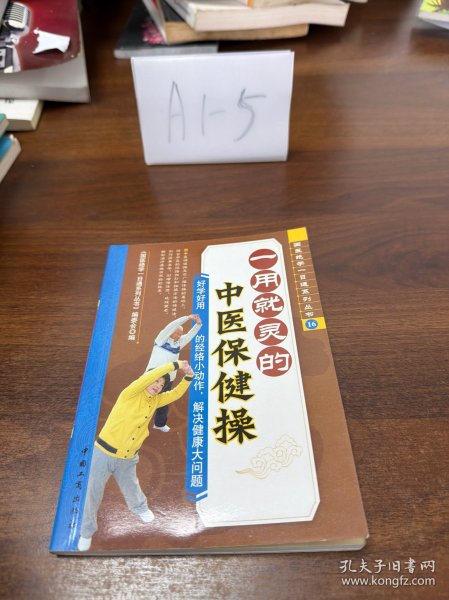 A1-5
国医绝学一日通系列丛书
16
一用就灵的
中医保健操
好学好用
的经络小动作，解决健康大问题
《国医绝学一日通系列丛书》编委会 编
中国工商出版社
孔夫子旧书网
www.kongfz.com